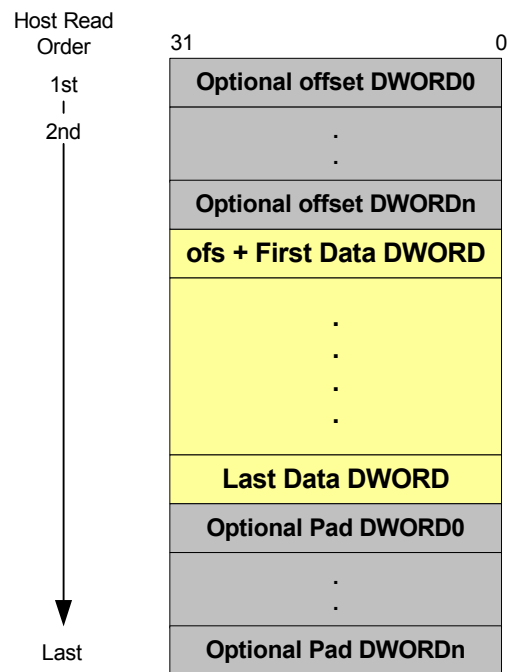 Host Read
Order
31 0
1st
2nd
Optional offset DWORD0
.
.
Optional offset DWORDn
ofs + First Data DWORD
.
.
.
.
Last Data DWORD
Optional Pad DWORD0
.
.
Last
Optional Pad DWORDn